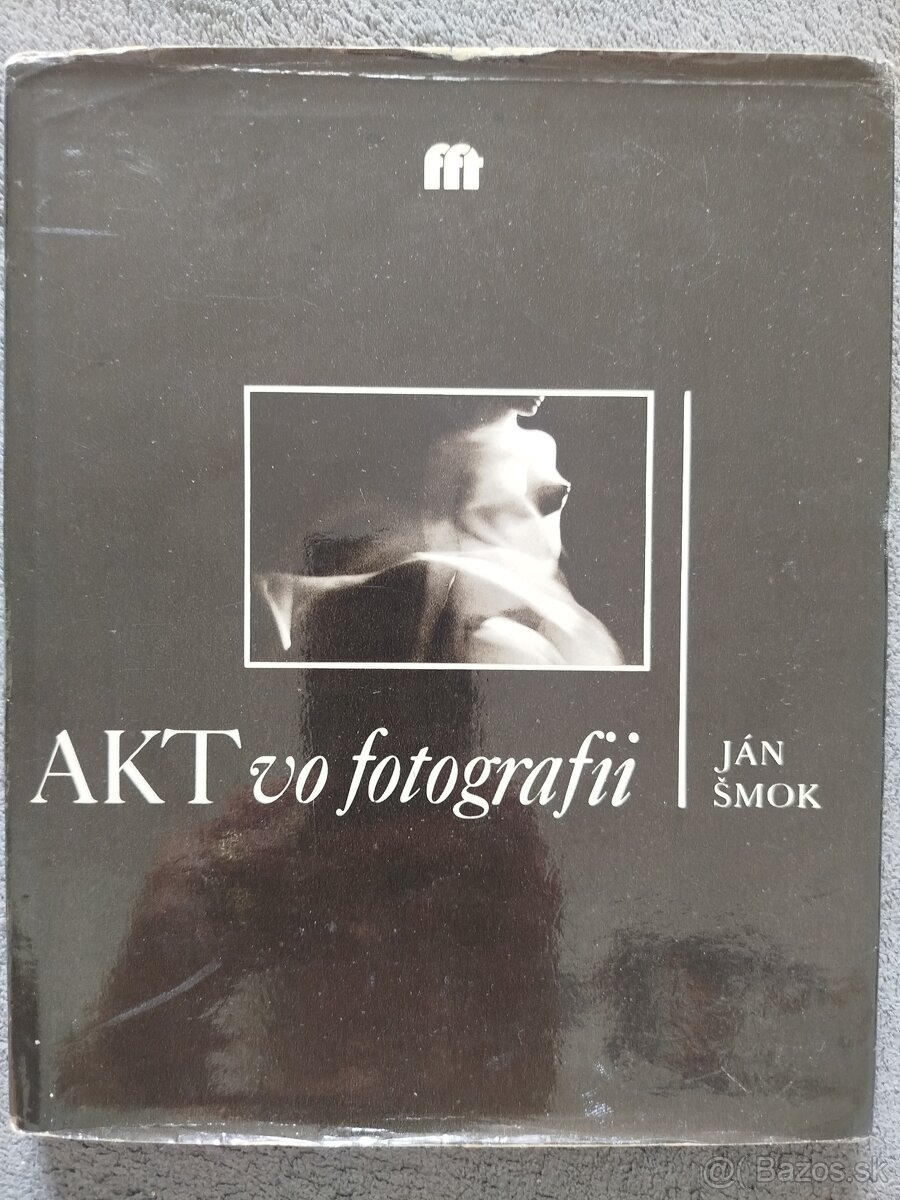 fft
AKT vo fotografii
JÁN
ŠMOK
@( Bazos.sk